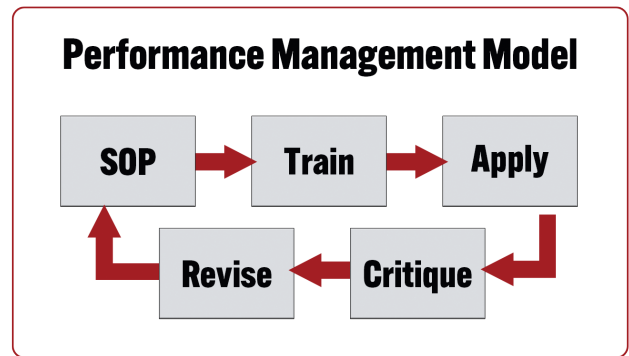 Performance Management Model
SOP
Train
Apply
Critique
Revise